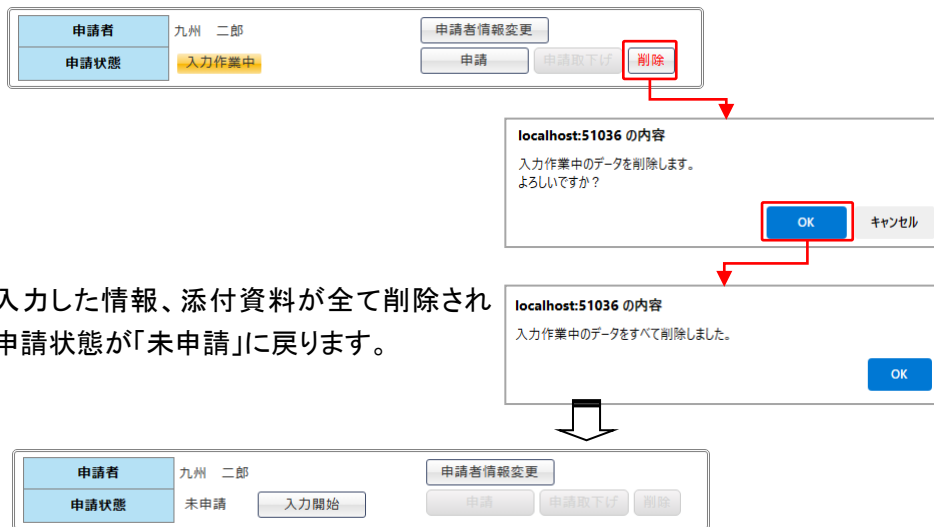 申請者 九州 二郎 申請者情報変更
申請状態 入力作業中 申請 申請取下げ 削除
localhost:51036 の内容
入力作業中のデータを削除します。
よろしいですか？
OK キャンセル
入力した情報、添付資料が全て削除され
申請状態が「未申請」に戻ります。
localhost:51036 の内容
入力作業中のデータをすべて削除しました。
OK
申請者 九州 二郎 申請者情報変更
申請状態 未申請 入力開始 申請 申請取下げ 削除